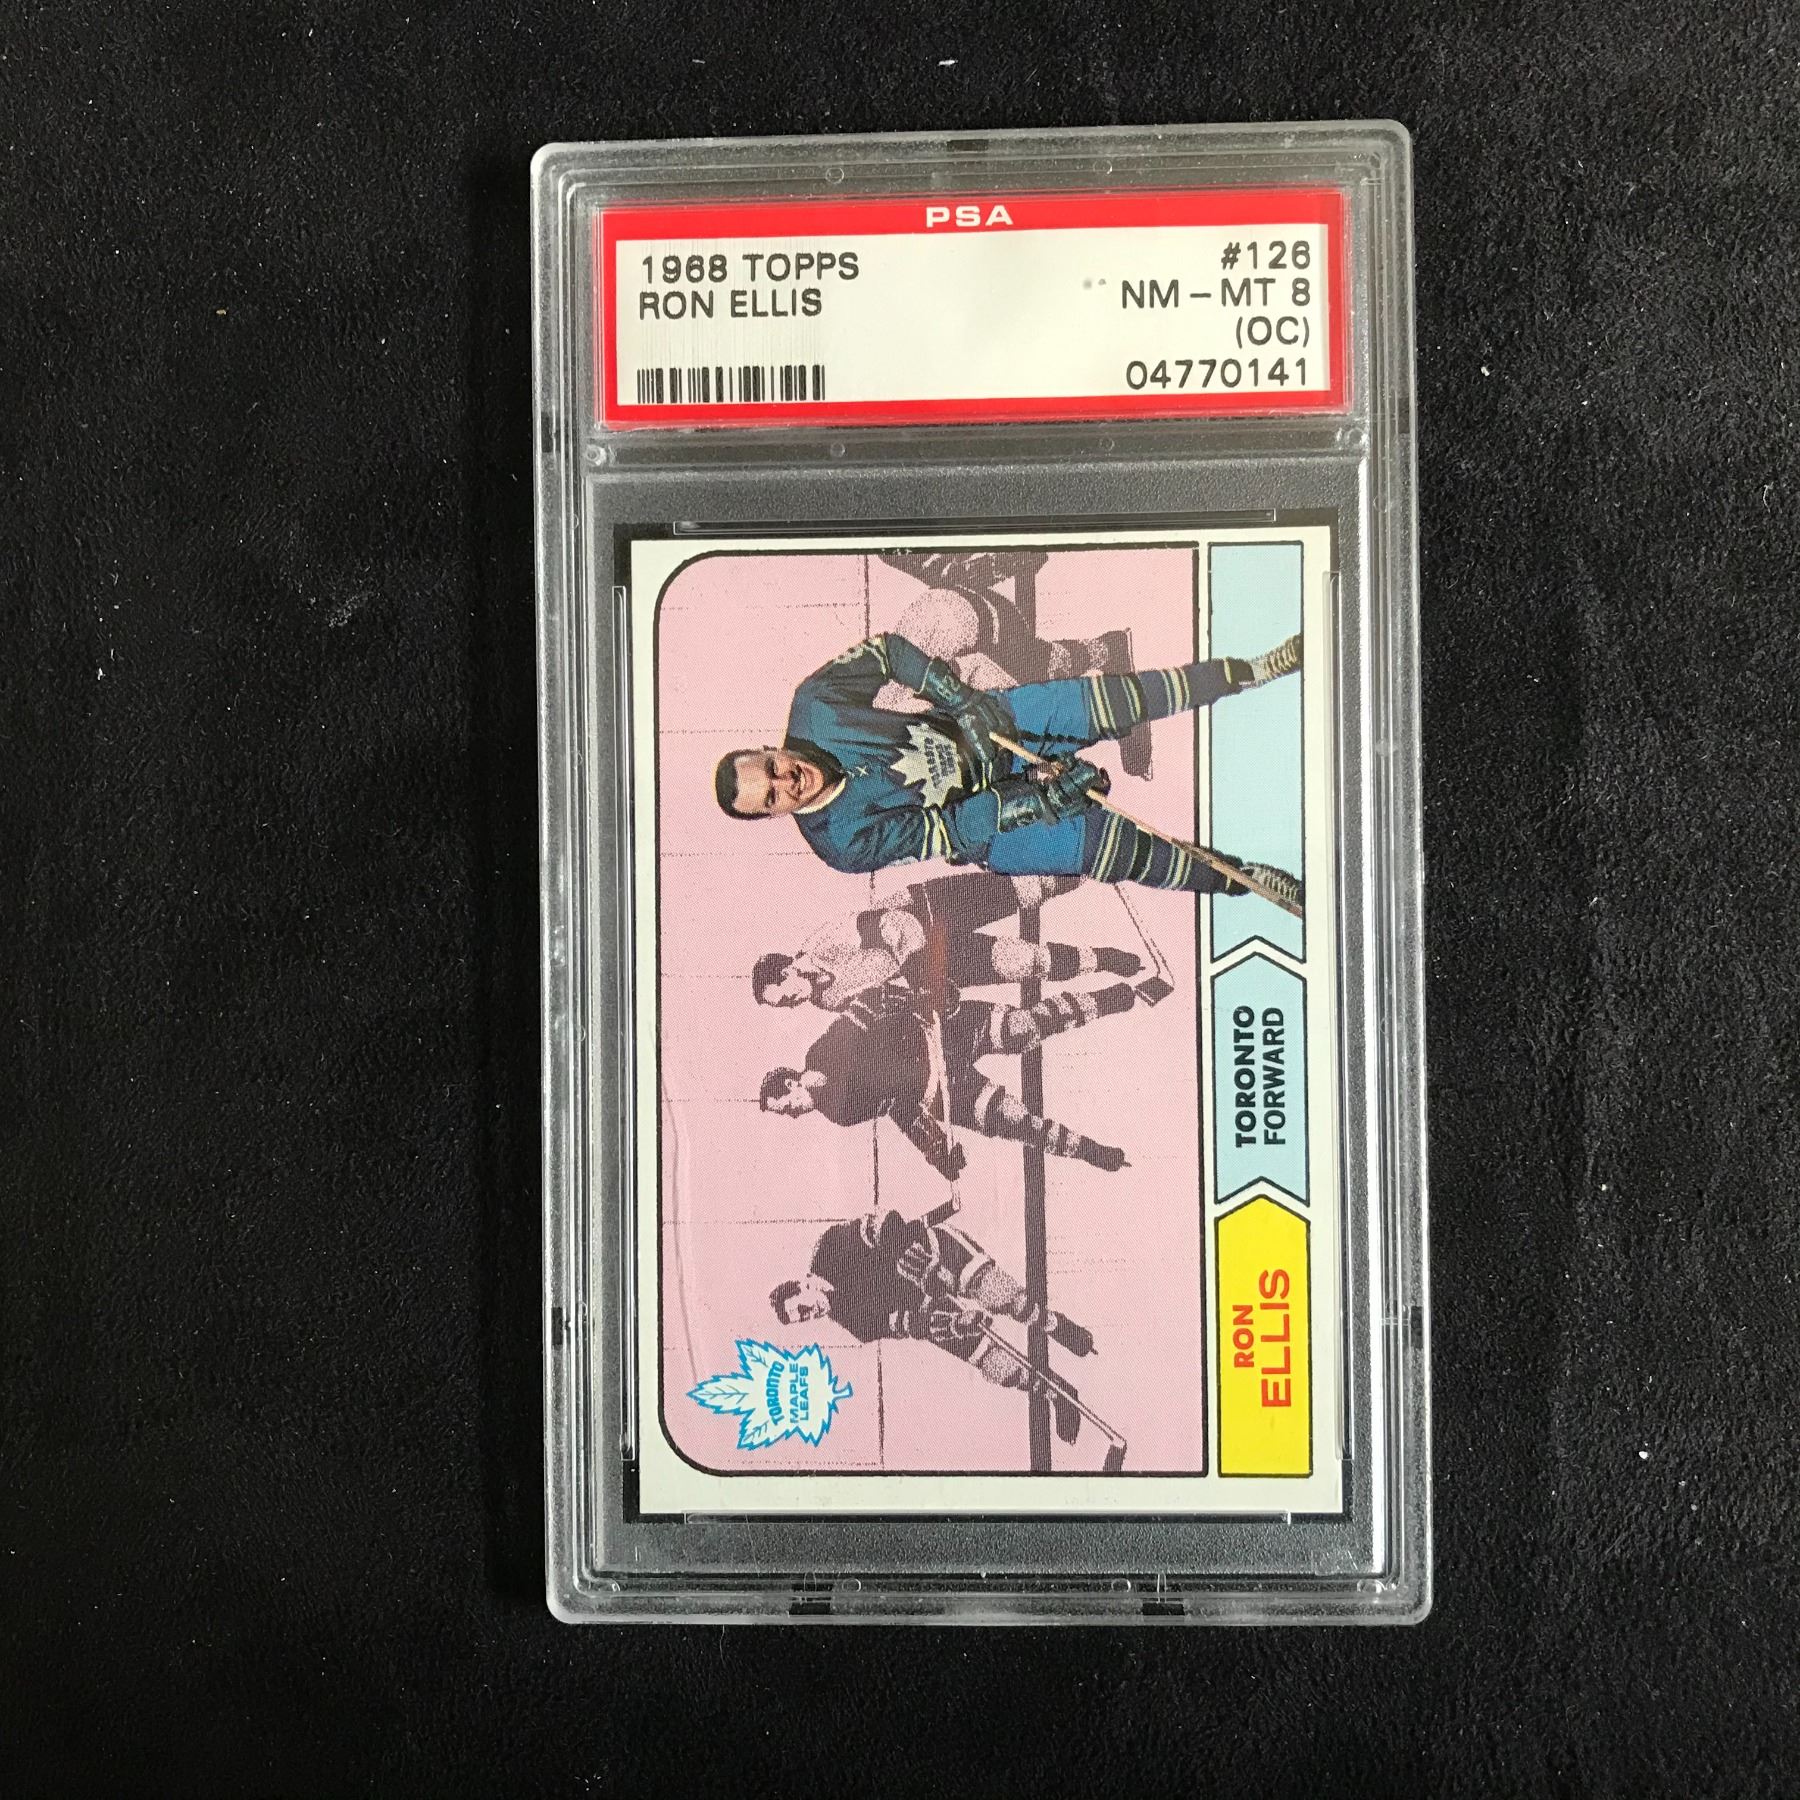 PSA
1968 TOPPS
RON ELLIS
#126
NM-MT 8
(OC)
04770141
TORONTO
MAPLE
LEAFS
RON
ELLIS
TORONTO
FORWARD